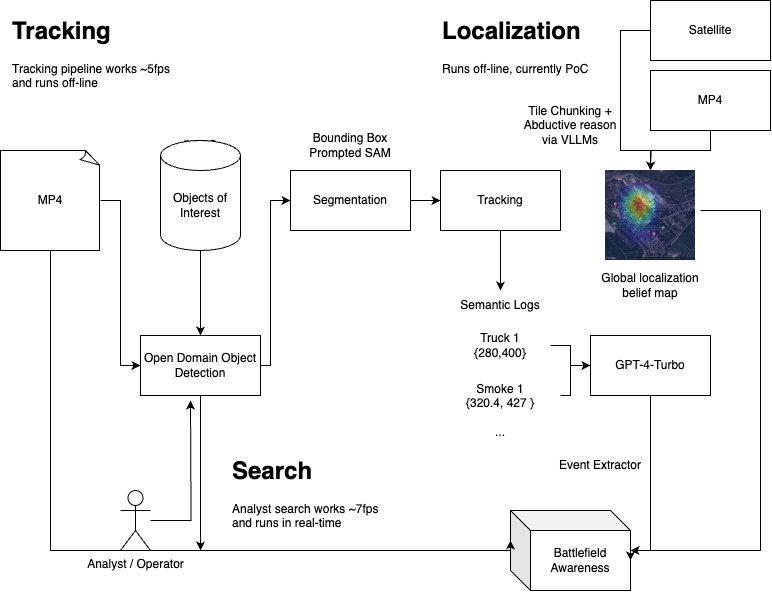 Tracking
Tracking pipeline works ~5fps
and runs off-line
Localization
Runs off-line, currently PoC
Satellite
MP4
Tile Chunking +
Abductive reason
via VLLMs
Bounding Box
Prompted SAM
MP4
Objects of
Interest
Segmentation
Tracking
Global localization
belief map
Semantic Logs
Truck 1
{280,400}
Smoke 1
{320.4, 427 }
...
GPT-4-Turbo
Open Domain Object
Detection
Event Extractor
Search
Analyst search works ~7fps
and runs in real-time
Analyst / Operator
Battlefield
Awareness